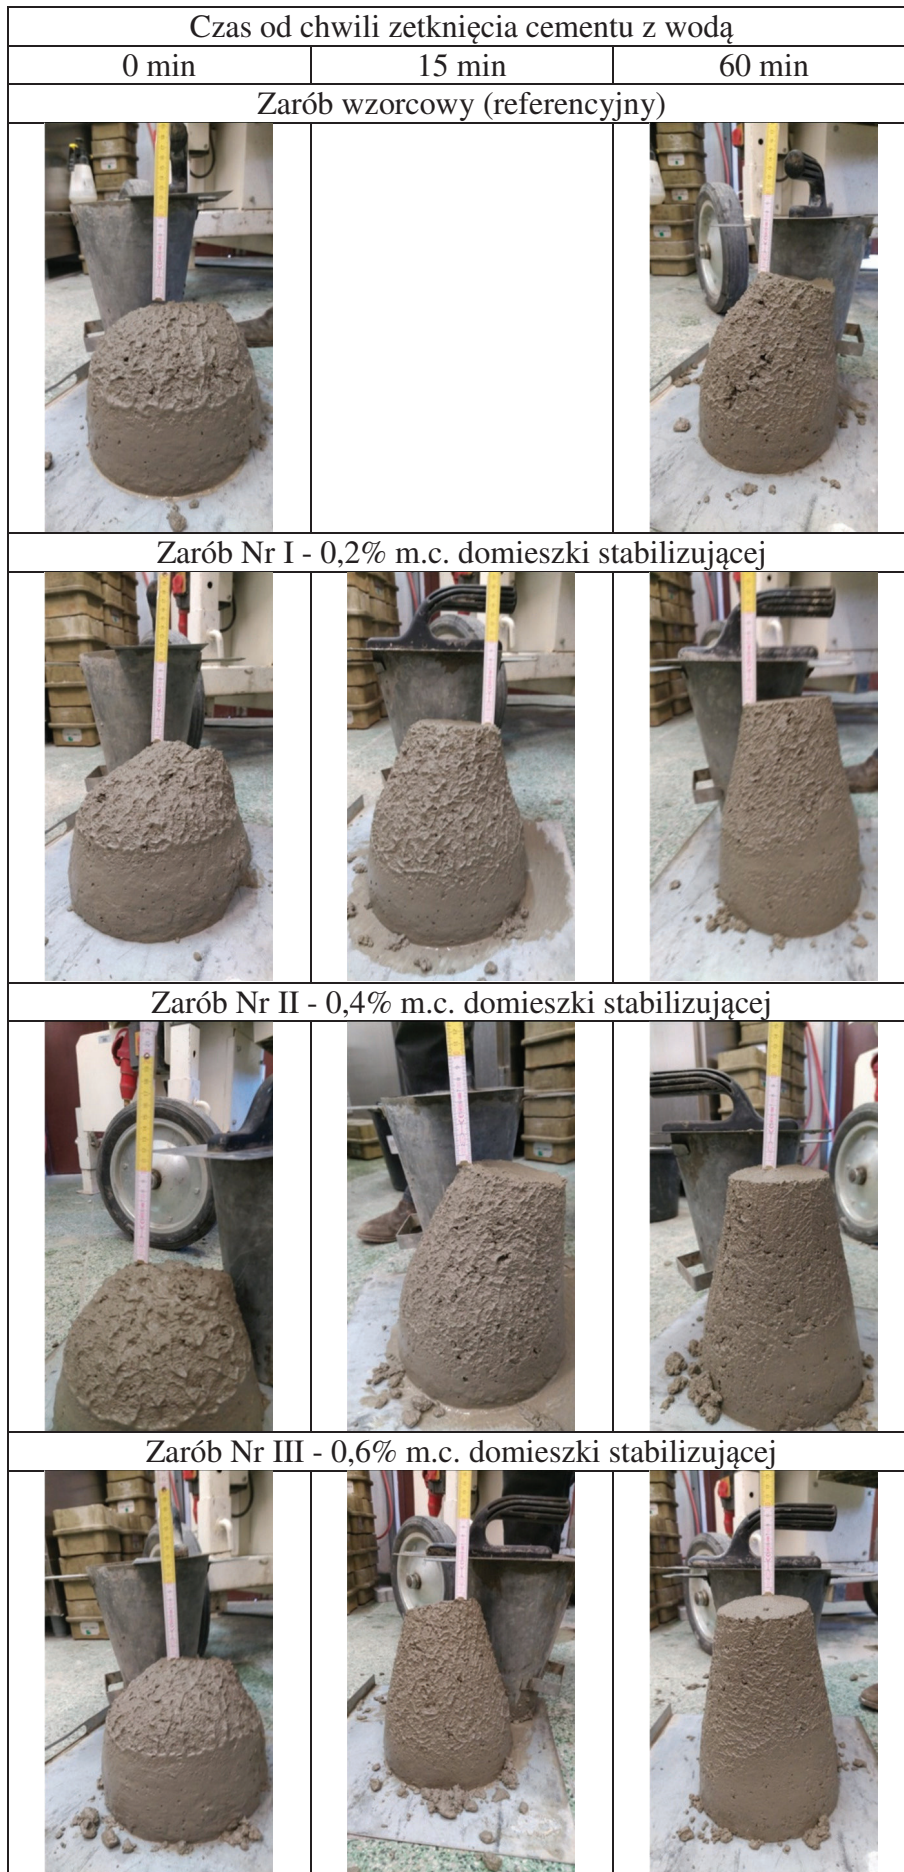 Czas od chwili zetknięcia cementu z wodą
0 min 15 min 60 min
Zarób wzorcowy (referencyjny)
Zarób Nr I - 0,2% m.c. domieszki stabilizującej
Zarób Nr II - 0,4% m.c. domieszki stabilizującej
Zarób Nr III - 0,6% m.c. domieszki stabilizującej